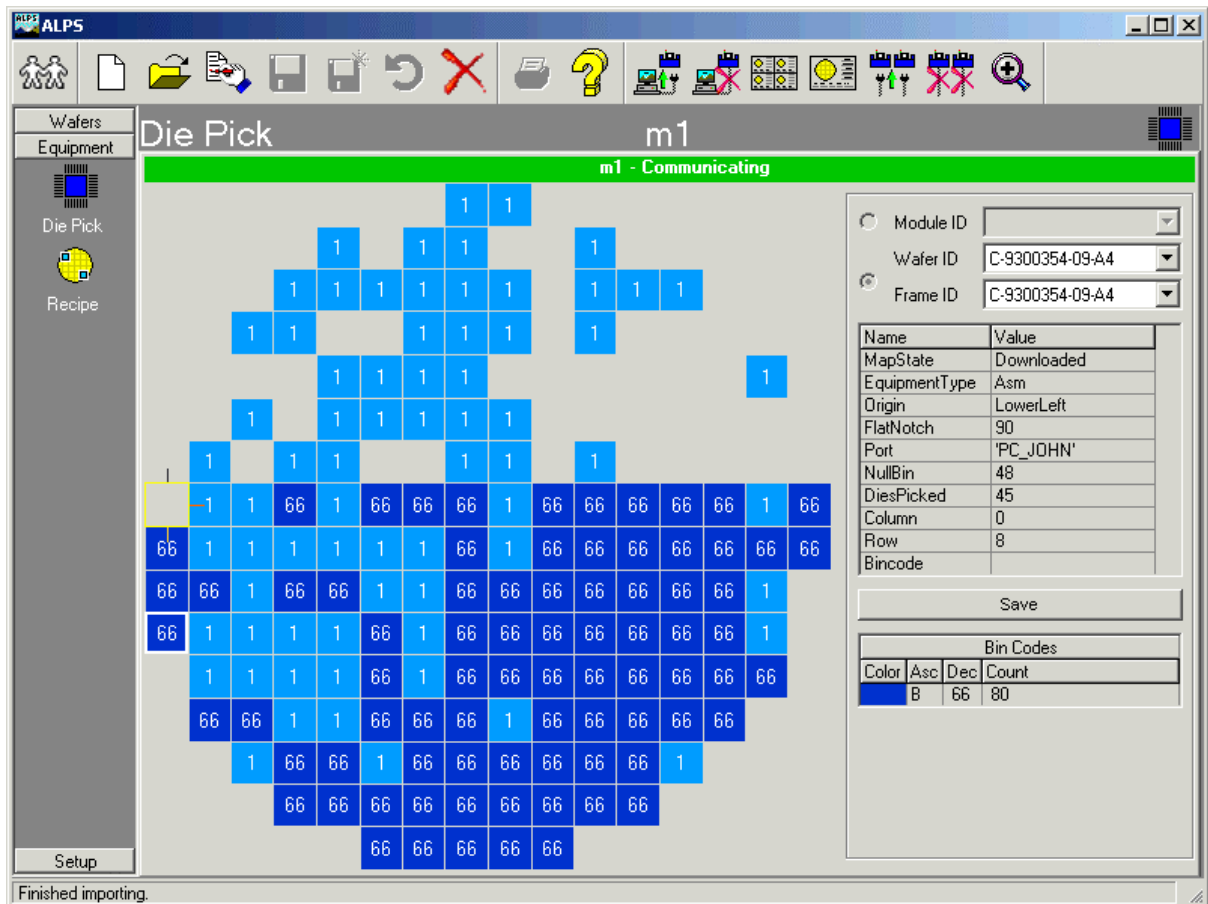 ALPS
Wafers
Equipment
Die Pick
Recipe
Setup
Die Pick m1
m1 - Communicating
1 1
1 1 1 1
1 1 1 1 1 1 1 1 1
1 1 1 1 1 1
1 1 1 1 1
1 1 1 1 1 1
1 1 1 1 1 1
1 1 66 1 66 66 66 1 66 66 66 66 66 1 66
66 1 1 1 1 1 1 66 1 66 66 66 66 66 66 66
66 66 1 66 66 1 1 66 66 66 66 66 66 66 1
66 1 1 1 1 66 1 66 66 66 66 66 66 66 1
1 1 1 1 66 1 66 66 66 66 66 66 66 66
66 66 1 1 66 66 66 1 66 66 66 66 66
1 66 66 1 66 66 66 66 66 66 1
66 66 66 66 66 66 66 66 66
66 66 66 66 66
Module ID
Wafer ID C-9300354-09-A4
Frame ID C-9300354-09-A4
Name Value
MapState Downloaded
EquipmentType Asm
Origin LowerLeft
FlatNotch 90
Port 'PC_JOHN'
NullBin 48
DiesPicked 45
Column 0
Row 8
Bincode
Save
Bin Codes
Color Asc Dec Count
B 66 80
Finished importing.